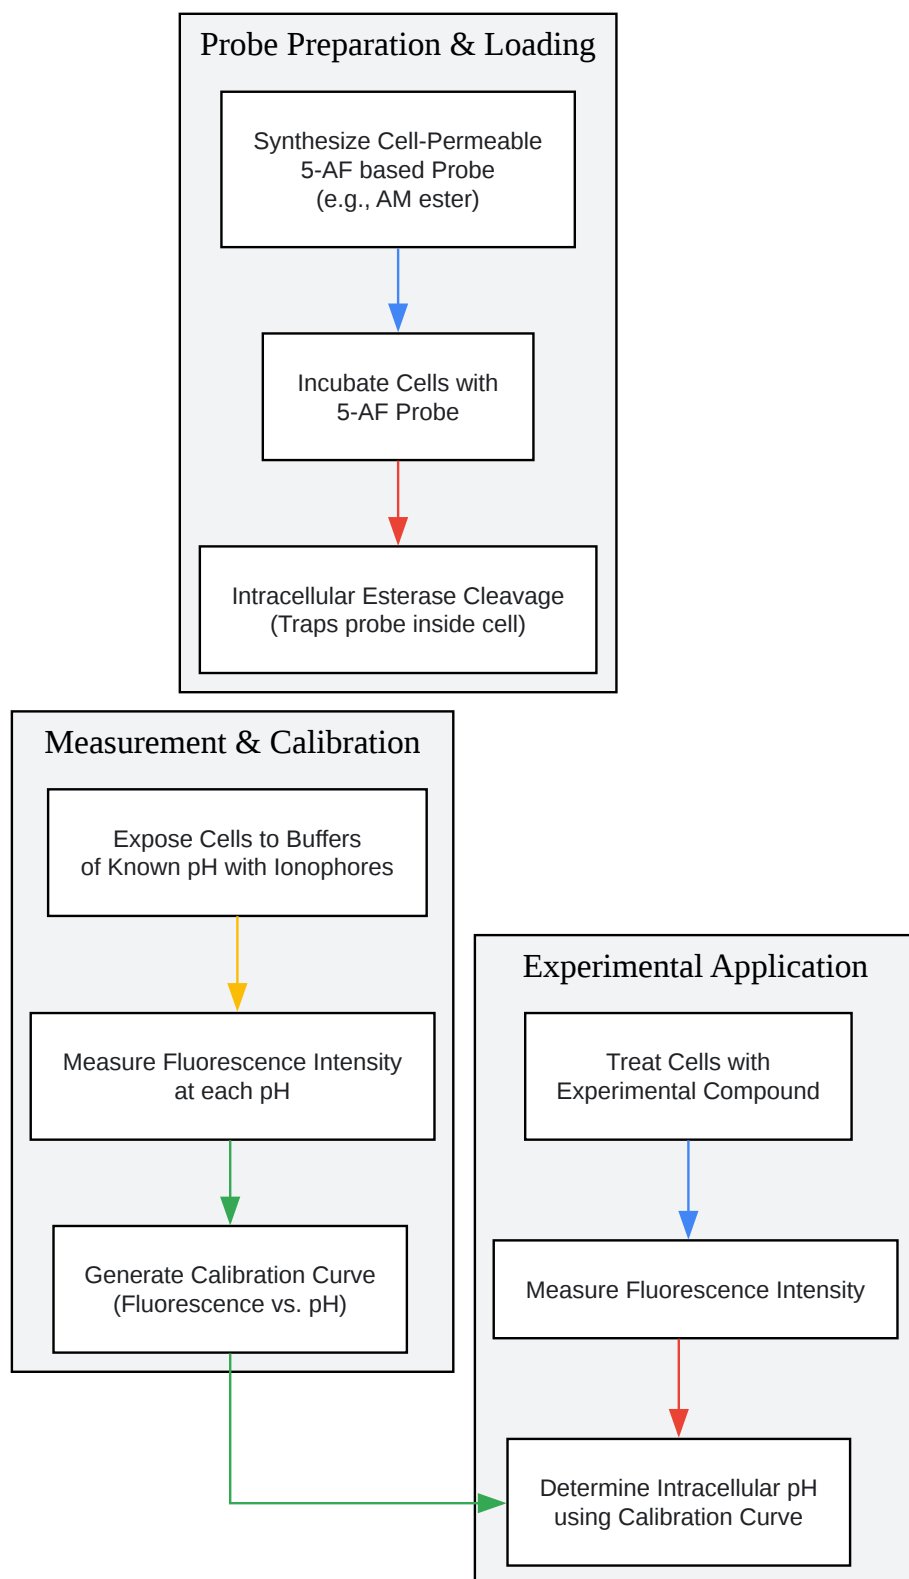 Probe Preparation & Loading
Synthesize Cell-Permeable
5-AF based Probe
(e.g., AM ester)
Incubate Cells with
5-AF Probe
Intracellular Esterase Cleavage
(Traps probe inside cell)
Measurement & Calibration
Expose Cells to Buffers
of Known pH with Ionophores
Measure Fluorescence Intensity
at each pH
Generate Calibration Curve
(Fluorescence vs. pH)
Experimental Application
Treat Cells with
Experimental Compound
Measure Fluorescence Intensity
Determine Intracellular pH
using Calibration Curve